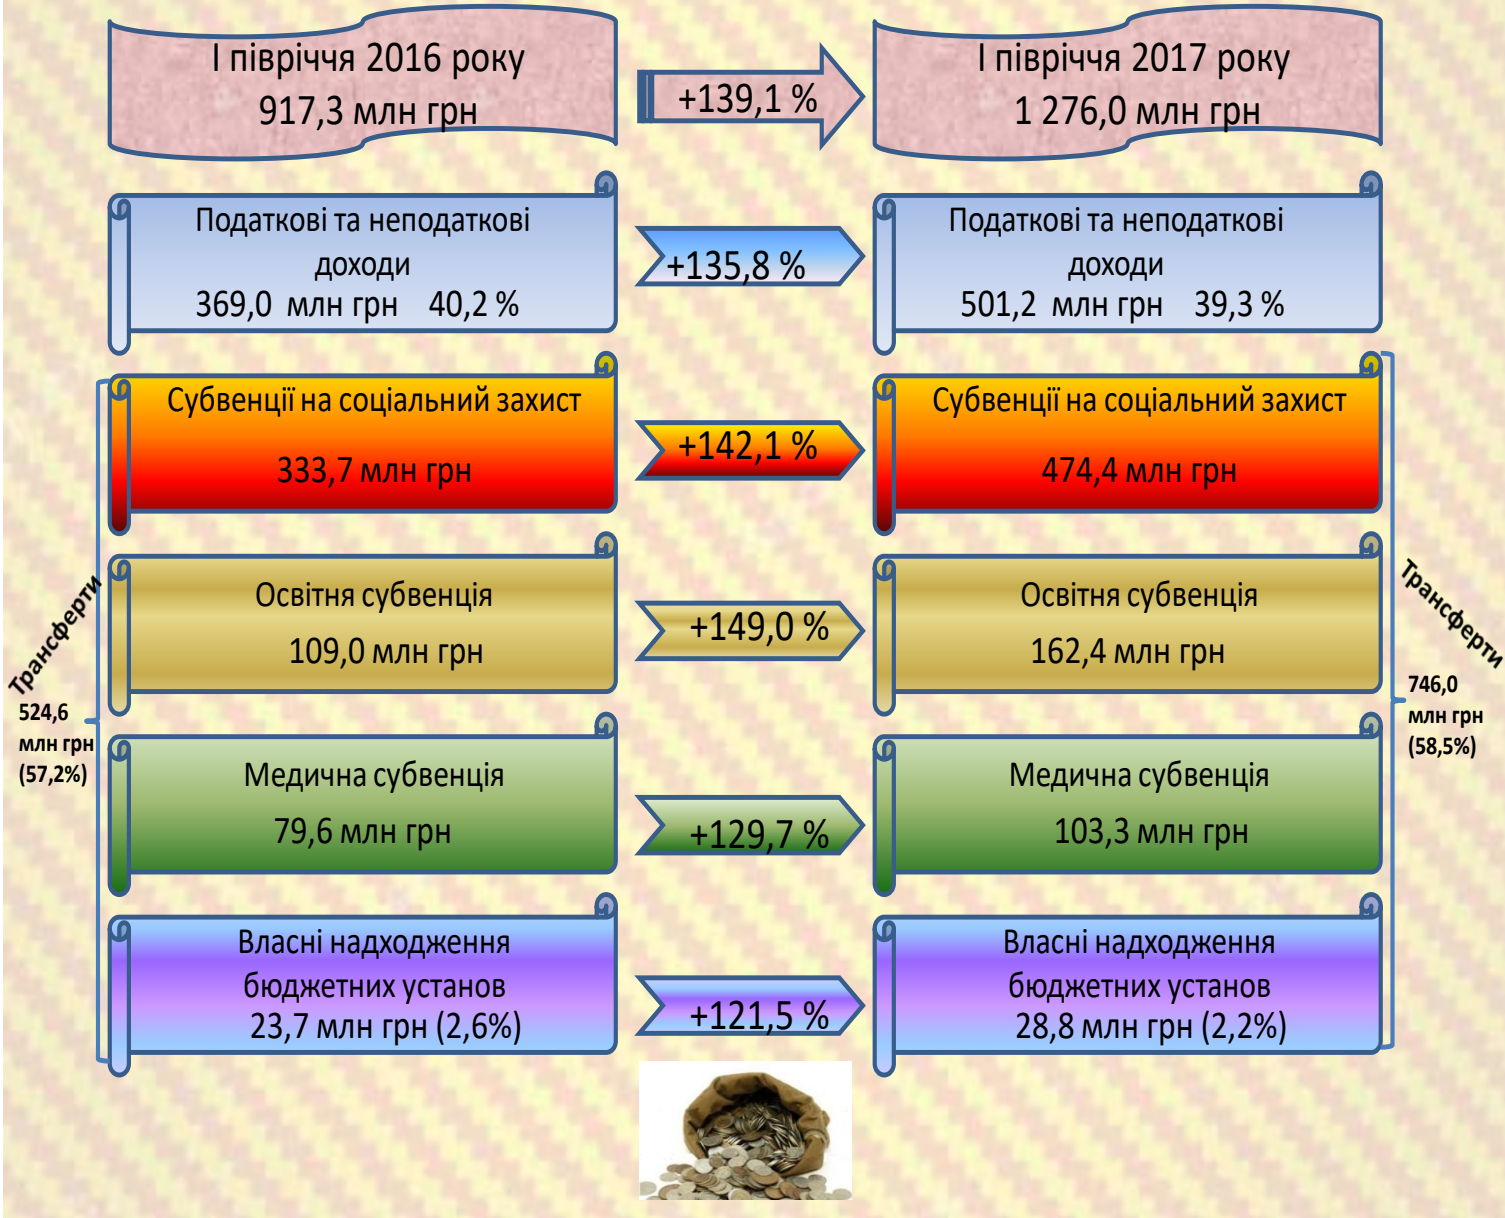 І півріччя 2016 року
917,3 млн грн
+139,1 %
І півріччя 2017 року
1 276,0 млн грн
Податкові та неподаткові
доходи
369,0 млн грн 40,2 %
+135,8 %
Податкові та неподаткові
доходи
501,2 млн грн 39,3 %
Субвенції на соціальний захист
333,7 млн грн
+142,1 %
Субвенції на соціальний захист
474,4 млн грн
Трансферти
524,6
млн грн
(57,2%)
Освітня субвенція
109,0 млн грн
+149,0 %
Освітня субвенція
162,4 млн грн
Трансферти
746,0
млн грн
(58,5%)
Медична субвенція
79,6 млн грн
+129,7 %
Медична субвенція
103,3 млн грн
Власні надходження
бюджетних установ
23,7 млн грн (2,6%)
+121,5 %
Власні надходження
бюджетних установ
28,8 млн грн (2,2%)